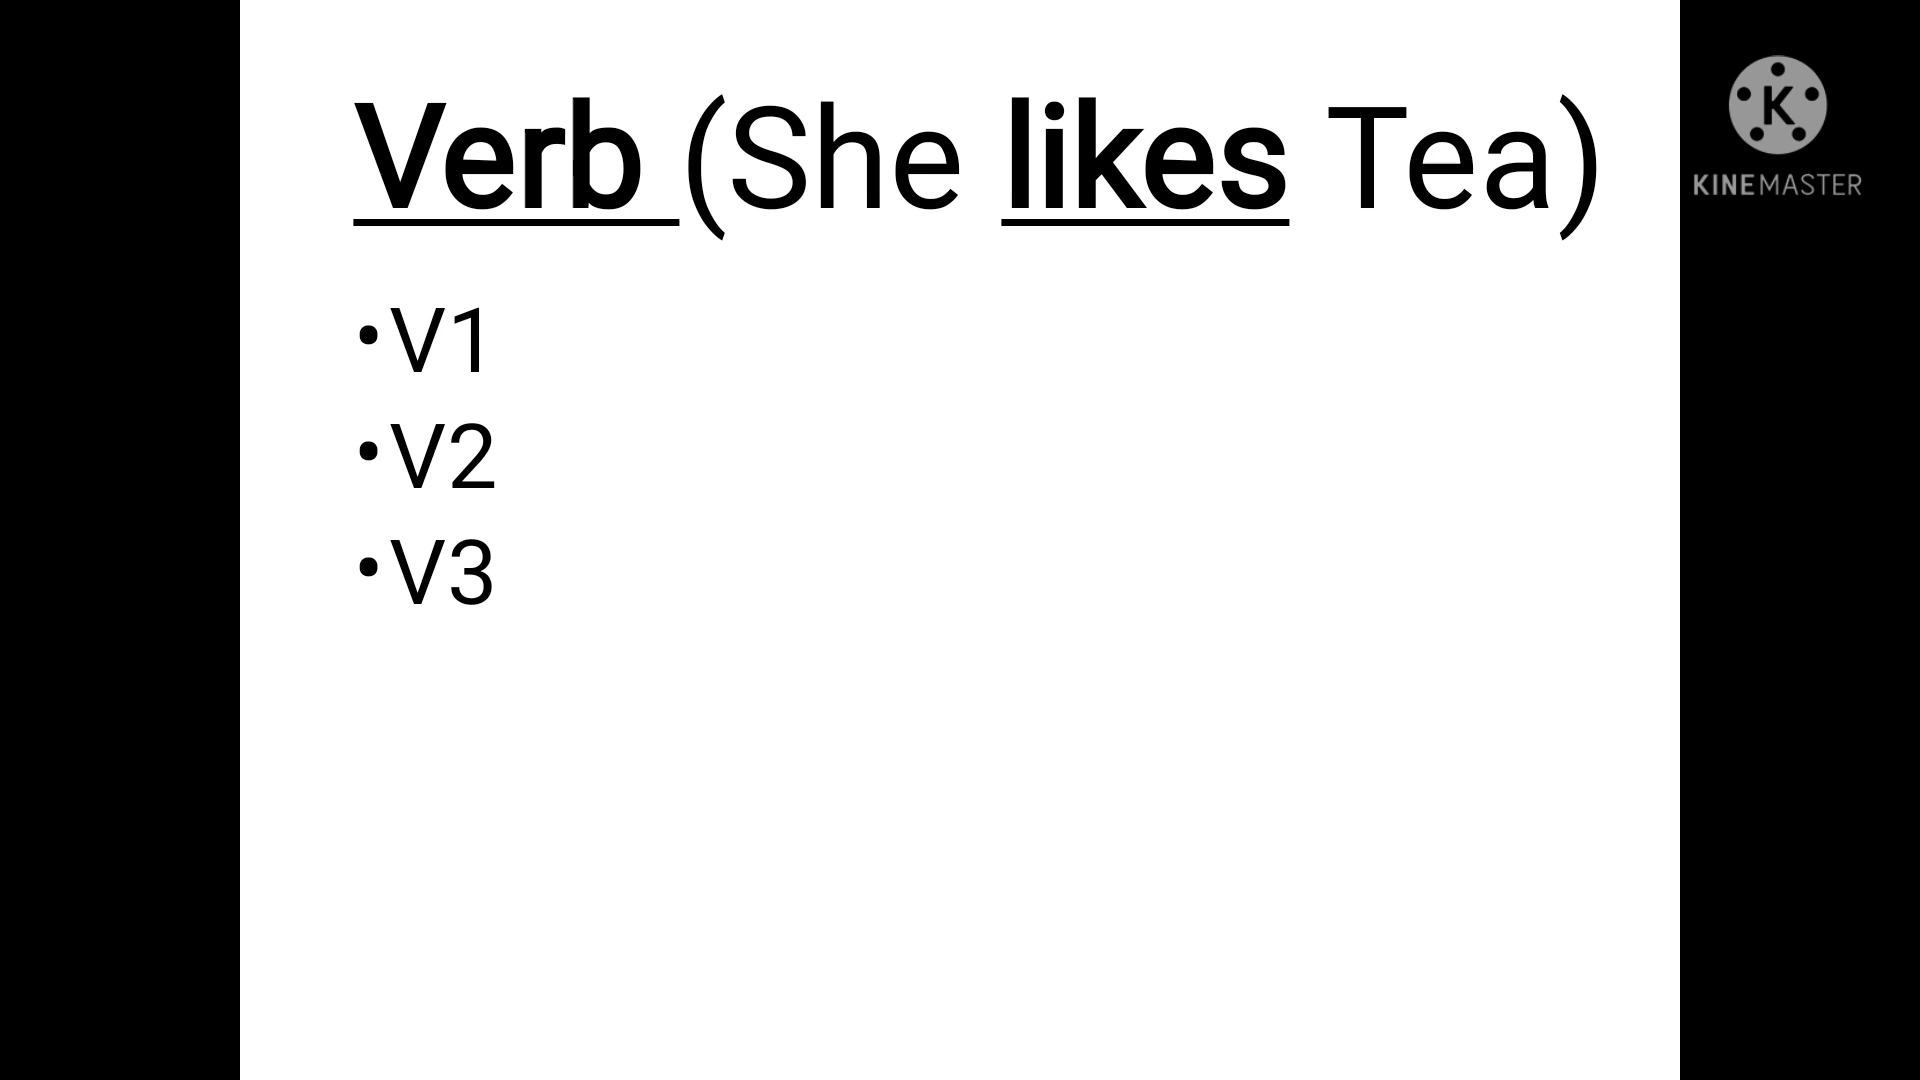 Verb (She likes Tea)
•V1
•V2
•V3
K
KINEMASTER